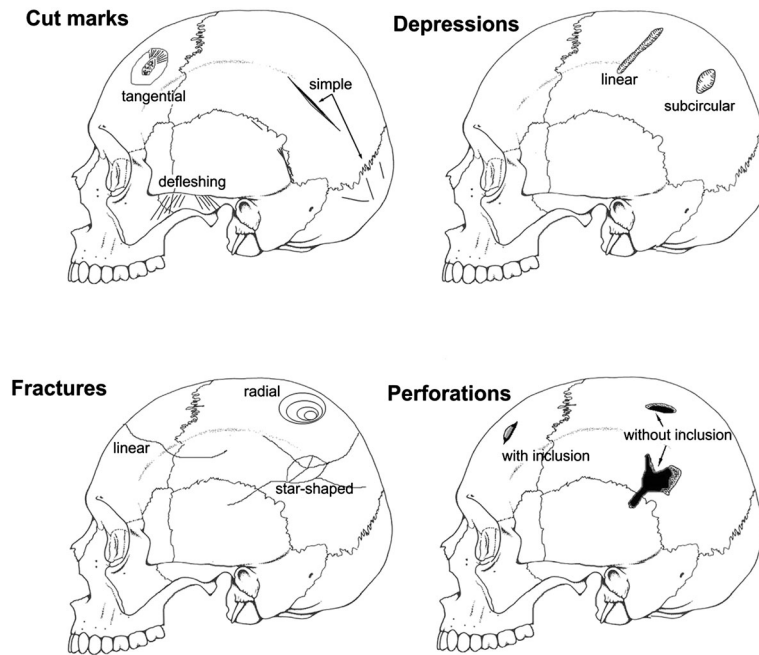 Cut marks
tangential
simple
defleshing
Depressions
linear
subcircular
Fractures
radial
linear
star-shaped
Perforations
without inclusion
with inclusion